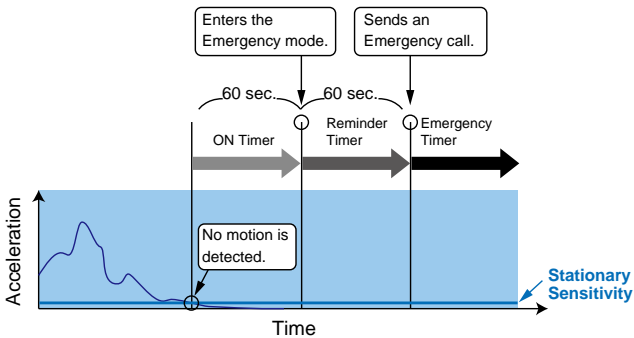 Enters the
Emergency mode.
Sends an
Emergency call.
60 sec.
60 sec.
ON Timer
Reminder
Timer
Emergency
Timer
No motion is
detected.
Acceleration
Stationary
Sensitivity
Time